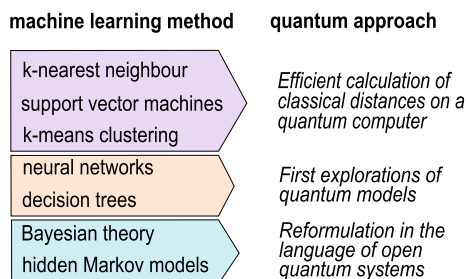 machine learning method quantum approach
k-nearest neighbour
support vector machines
k-means clustering
Efficient calculation of
classical distances on a
quantum computer
neural networks
decision trees
First explorations of
quantum models
Bayesian theory
hidden Markov models
Reformulation in the
language of open
quantum systems